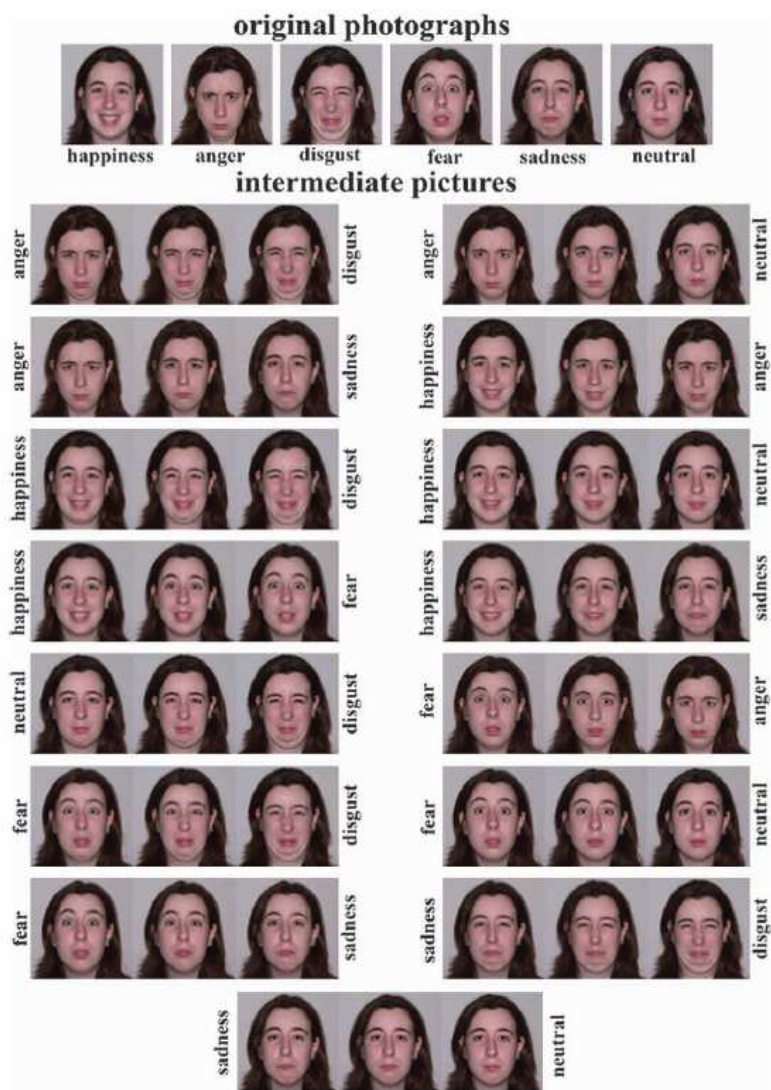 original photographs
happiness anger disgust fear sadness neutral
intermediate pictures
anger disgust
anger neutral
anger sadness
happiness anger
happiness disgust
happiness neutral
happiness fear
happiness sadness
neutral disgust
fear anger
fear disgust
fear neutral
fear sadness
sadness disgust
sadness neutral